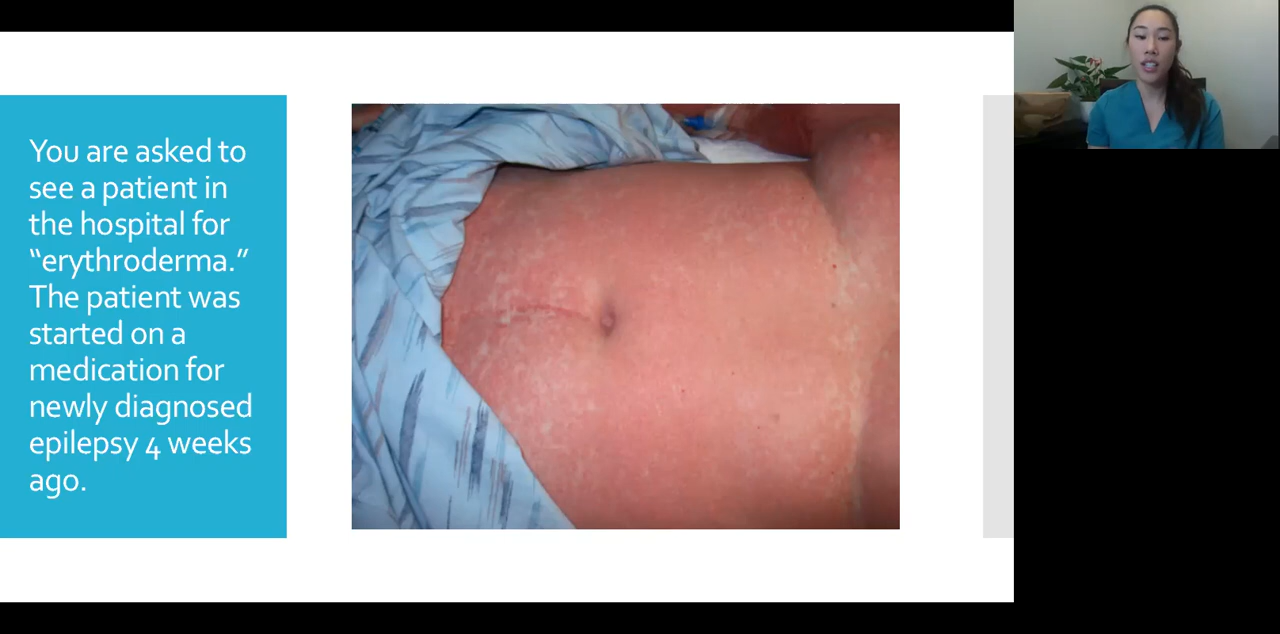 You are asked to
see a patient in
the hospital for
“erythroderma.”
The patient was
started on a
medication for
newly diagnosed
epilepsy 4 weeks
ago.